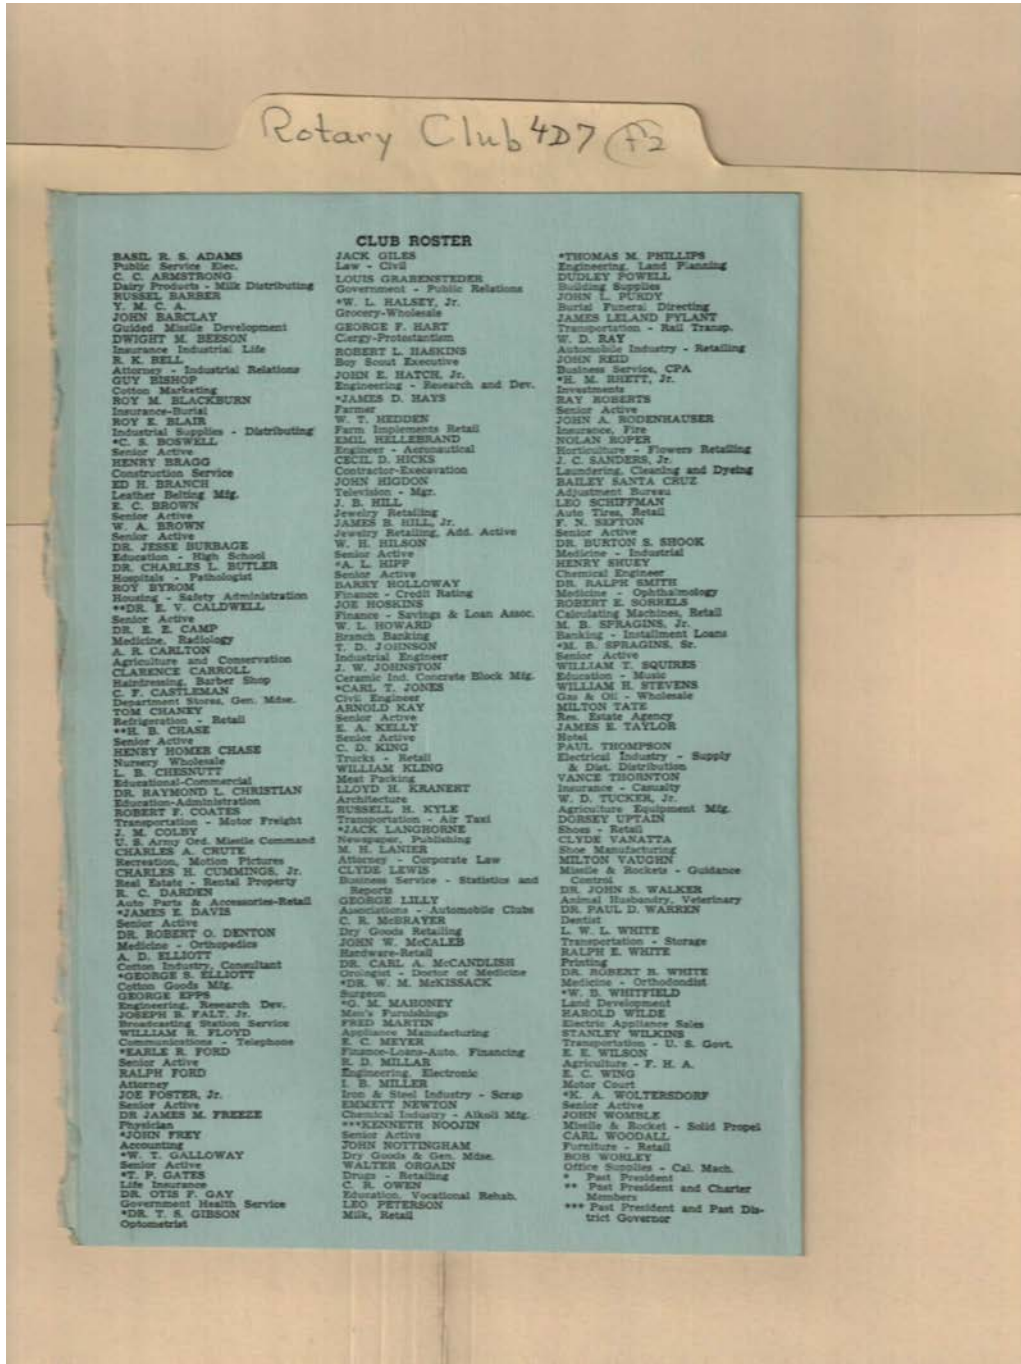 Rotary Club 4D7 F2
CLUB ROSTER
BASIL R. S. ADAMS
Public Service Elec.
C. C. ARMSTRONG
Dairy Products - Milk Distributing
RUSSEL BARBER
Y. M. C. A.
JOHN BARCLAY
Guided Missile Development
DWIGHT M. BEESON
Insurance Industrial Life
R. K. BELL
Attorney - Industrial Relations
GUY BISHOP
Cotton Marketing
ROY M. BLACKBURN
Insurance-Burial
ROY E. BLAIR
Industrial Supplies - Distributing
*C. S. BOSWELL
Senior Active
HENRY BRAGG
Construction Service
ED H. BRANCH
Leather Belting Mfg.
E. C. BROWN
Senior Active
W. A. BROWN
Senior Active
DR. JESSE BURBAGE
Education - High School
DR. CHARLES L. BUTLER
Hospitals - Pathologist
ROY BYROM
Housing - Safety Administration
**DR. E. V. CALDWELL
Senior Active
DR. E. E. CAMP
Medicine, Radiology
A. R. CARLTON
Agriculture and Conservation
CLARENCE CARROLL
Hairdressing, Barber Shop
C. F. CASTLEMAN
Department Stores, Gen. Mdse.
TOM CHANEY
Refrigeration - Retail
**H. B. CHASE
Senior Active
HENRY HOMER CHASE
Nursery Wholesale
L. B. CHESNUTT
Educational-Commercial
DR. RAYMOND L. CHRISTIAN
Education-Administration
ROBERT F. COATES
Transportation - Motor Freight
J. M. COLBY
U. S. Army Ord. Missile Command
CHARLES A. CRUTE
Recreation, Motion Pictures
CHARLES H. CUMMINGS, Jr.
Real Estate - Rental Property
R. C. DARDEN
Auto Parts & Accessories-Retail
*JAMES E. DAVIS
Senior Active
DR. ROBERT O. DENTON
Medicine - Orthopedics
A. D. ELLIOTT
Cotton Industry, Consultant
*GEORGE S. ELLIOTT
Cotton Goods Mfg.
GEORGE EPPS
Engineering, Research Dev.
JOSEPH B. FALT, Jr.
Broadcasting Station Service
WILLIAM R. FLOYD
Communications - Telephone
*EARLE R. FORD
Senior Active
RALPH FORD
Attorney
JOE FOSTER, Jr.
Senior Active
DR JAMES M. FREEZE
Physician
*JOHN FREY
Accounting
*W. T. GALLOWAY
Senior Active
*T. P. GATES
Life Insurance
DR. OTIS F. GAY
Government Health Service
*DR. T. S. GIBSON
Optometrist
JACK GILES
Law - Civil
LOUIS GRABENSTEDER
Government - Public Relations
*W. L. HALSEY, Jr.
Grocery-Wholesale
GEORGE F. HART
Clergy-Protestantism
ROBERT L. HASKINS
Boy Scout Executive
JOHN E. HATCH, Jr.
Engineering - Research and Dev.
*JAMES D. HAYS
Farmer
W. T. HEDDEN
Farm Implements Retail
EMIL HELLEBRAND
Engineer - Aeronautical
CECIL D. HICKS
Contractor-Execavation
JOHN HIGDON
Television - Mgr.
J. B. HILL
Jewelry Retailing
JAMES B. HILL, Jr.
Jewelry Retailing, Add. Active
W. H. HILSON
Senior Active
*A. L. HIPP
Senior Active
BARRY HOLLOWAY
Finance - Credit Rating
JOE HOSKINS
Finance - Savings & Loan Assoc.
W. L. HOWARD
Branch Banking
T. D. JOHNSON
Industrial Engineer
J. W. JOHNSTON
Ceramic Ind. Concrete Block Mfg.
*CARL T. JONES
Civil Engineer
ARNOLD KAY
Senior Active
E. A. KELLY
Senior Active
C. D. KING
Trucks - Retail
WILLIAM KLING
Meat Packing
LLOYD H. KRANERT
Architecture
RUSSELL H. KYLE
Transportation - Air Taxi
*JACK LANGHORNE
Newspaper, Publishing
M. H. LANIER
Attorney - Corporate Law
CLYDE LEWIS
Business Service - Statistics and
Reports
GEORGE LILLY
Associations - Automobile Clubs
C. R. McBRAYER
Dry Goods Retailing
JOHN W. McCALEB
Hardware-Retail
DR. CARL A. McCANDLISH
Orologist - Doctor of Medicine
*DR. W. M. McKISSACK
Surgeon
*G. M. MAHONEY
Men's Furnishings
FRED MARTIN
Appliance Manufacturing
E. C. MEYER
Finance-Loans-Auto. Financing
R. D. MILLAR
Engineering, Electronic
I. B. MILLER
Iron & Steel Industry - Scrap
EMMETT NEWTON
Chemical Industry - Alkoli Mfg.
***KENNETH NOOJIN
Senior Active
JOHN NOTTINGHAM
Dry Goods & Gen. Mdse.
WALTER ORGAIN
Drugs - Retailing
C. R. OWEN
Education, Vocational Rehab.
LEO PETERSON
Milk, Retail
*THOMAS M. PHILLIPS
Engineering, Land Planning
DUDLEY POWELL
Building Supplies
JOHN L. PURDY
Burial Funeral Directing
JAMES LELAND PYLANT
Transportation - Rail Transp.
W. D. RAY
Automobile Industry - Retailing
JOHN REID
Business Service, CPA
*H. M. RHETT, Jr.
Investments
RAY ROBERTS
Senior Active
JOHN A. RODENHAUSER
Insurance, Fire
NOLAN ROPER
Horticulture - Flowers Retailing
J. C. SANDERS, Jr.
Laundering, Cleaning and Dyeing
BAILEY SANTA CRUZ
Adjustment Bureau
LEO SCHIFFMAN
Auto Tires, Retail
F. N. SEFTON
Senior Active
DR. BURTON S. SHOOK
Medicine - Industrial
HENRY SHUEY
Chemical Engineer
DR. RALPH SMITH
Medicine - Ophthalmology
ROBERT E. SORRELS
Calculating Machines, Retail
M. B. SPRAGINS, Jr.
Banking - Installment Loans
*M. B. SPRAGINS, Sr.
Senior Active
WILLIAM T. SQUIRES
Education - Music
WILLIAM H. STEVENS
Gas & Oil - Wholesale
MILTON TATE
Res. Estate Agency
JAMES E. TAYLOR
Hotel
PAUL THOMPSON
Electrical Industry - Supply
& Dist. Distribution
VANCE THORNTON
Insurance - Casualty
W. D. TUCKER, Jr.
Agriculture Equipment Mfg.
DORSEY UPTAIN
Shoes - Retail
CLYDE VANATTA
Shoe Manufacturing
MILTON VAUGHN
Missile & Rockets - Guidance
Control
DR. JOHN S. WALKER
Animal Husbandry, Veterinary
DR. PAUL D. WARREN
Dentist
L. W. L. WHITE
Transportation - Storage
RALPH E. WHITE
Printing
DR. ROBERT B. WHITE
Medicine - Orthodondist
*W. B. WHITFIELD
Land Development
HAROLD WILDE
Electric Appliance Sales
STANLEY WILKINS
Transportation - U. S. Govt.
E. E. WILSON
Agriculture - F. H. A.
E. C. WING
Motor Court
*K. A. WOLTERSDORF
Senior Active
JOHN WOMBLE
Missile & Rocket - Solid Propel
CARL WOODALL
Furniture - Retail
BOB WORLEY
Office Supplies - Cal. Mach.
* Past President
** Past President and Charter
Members
*** Past President and Past Dis-
trict Governor